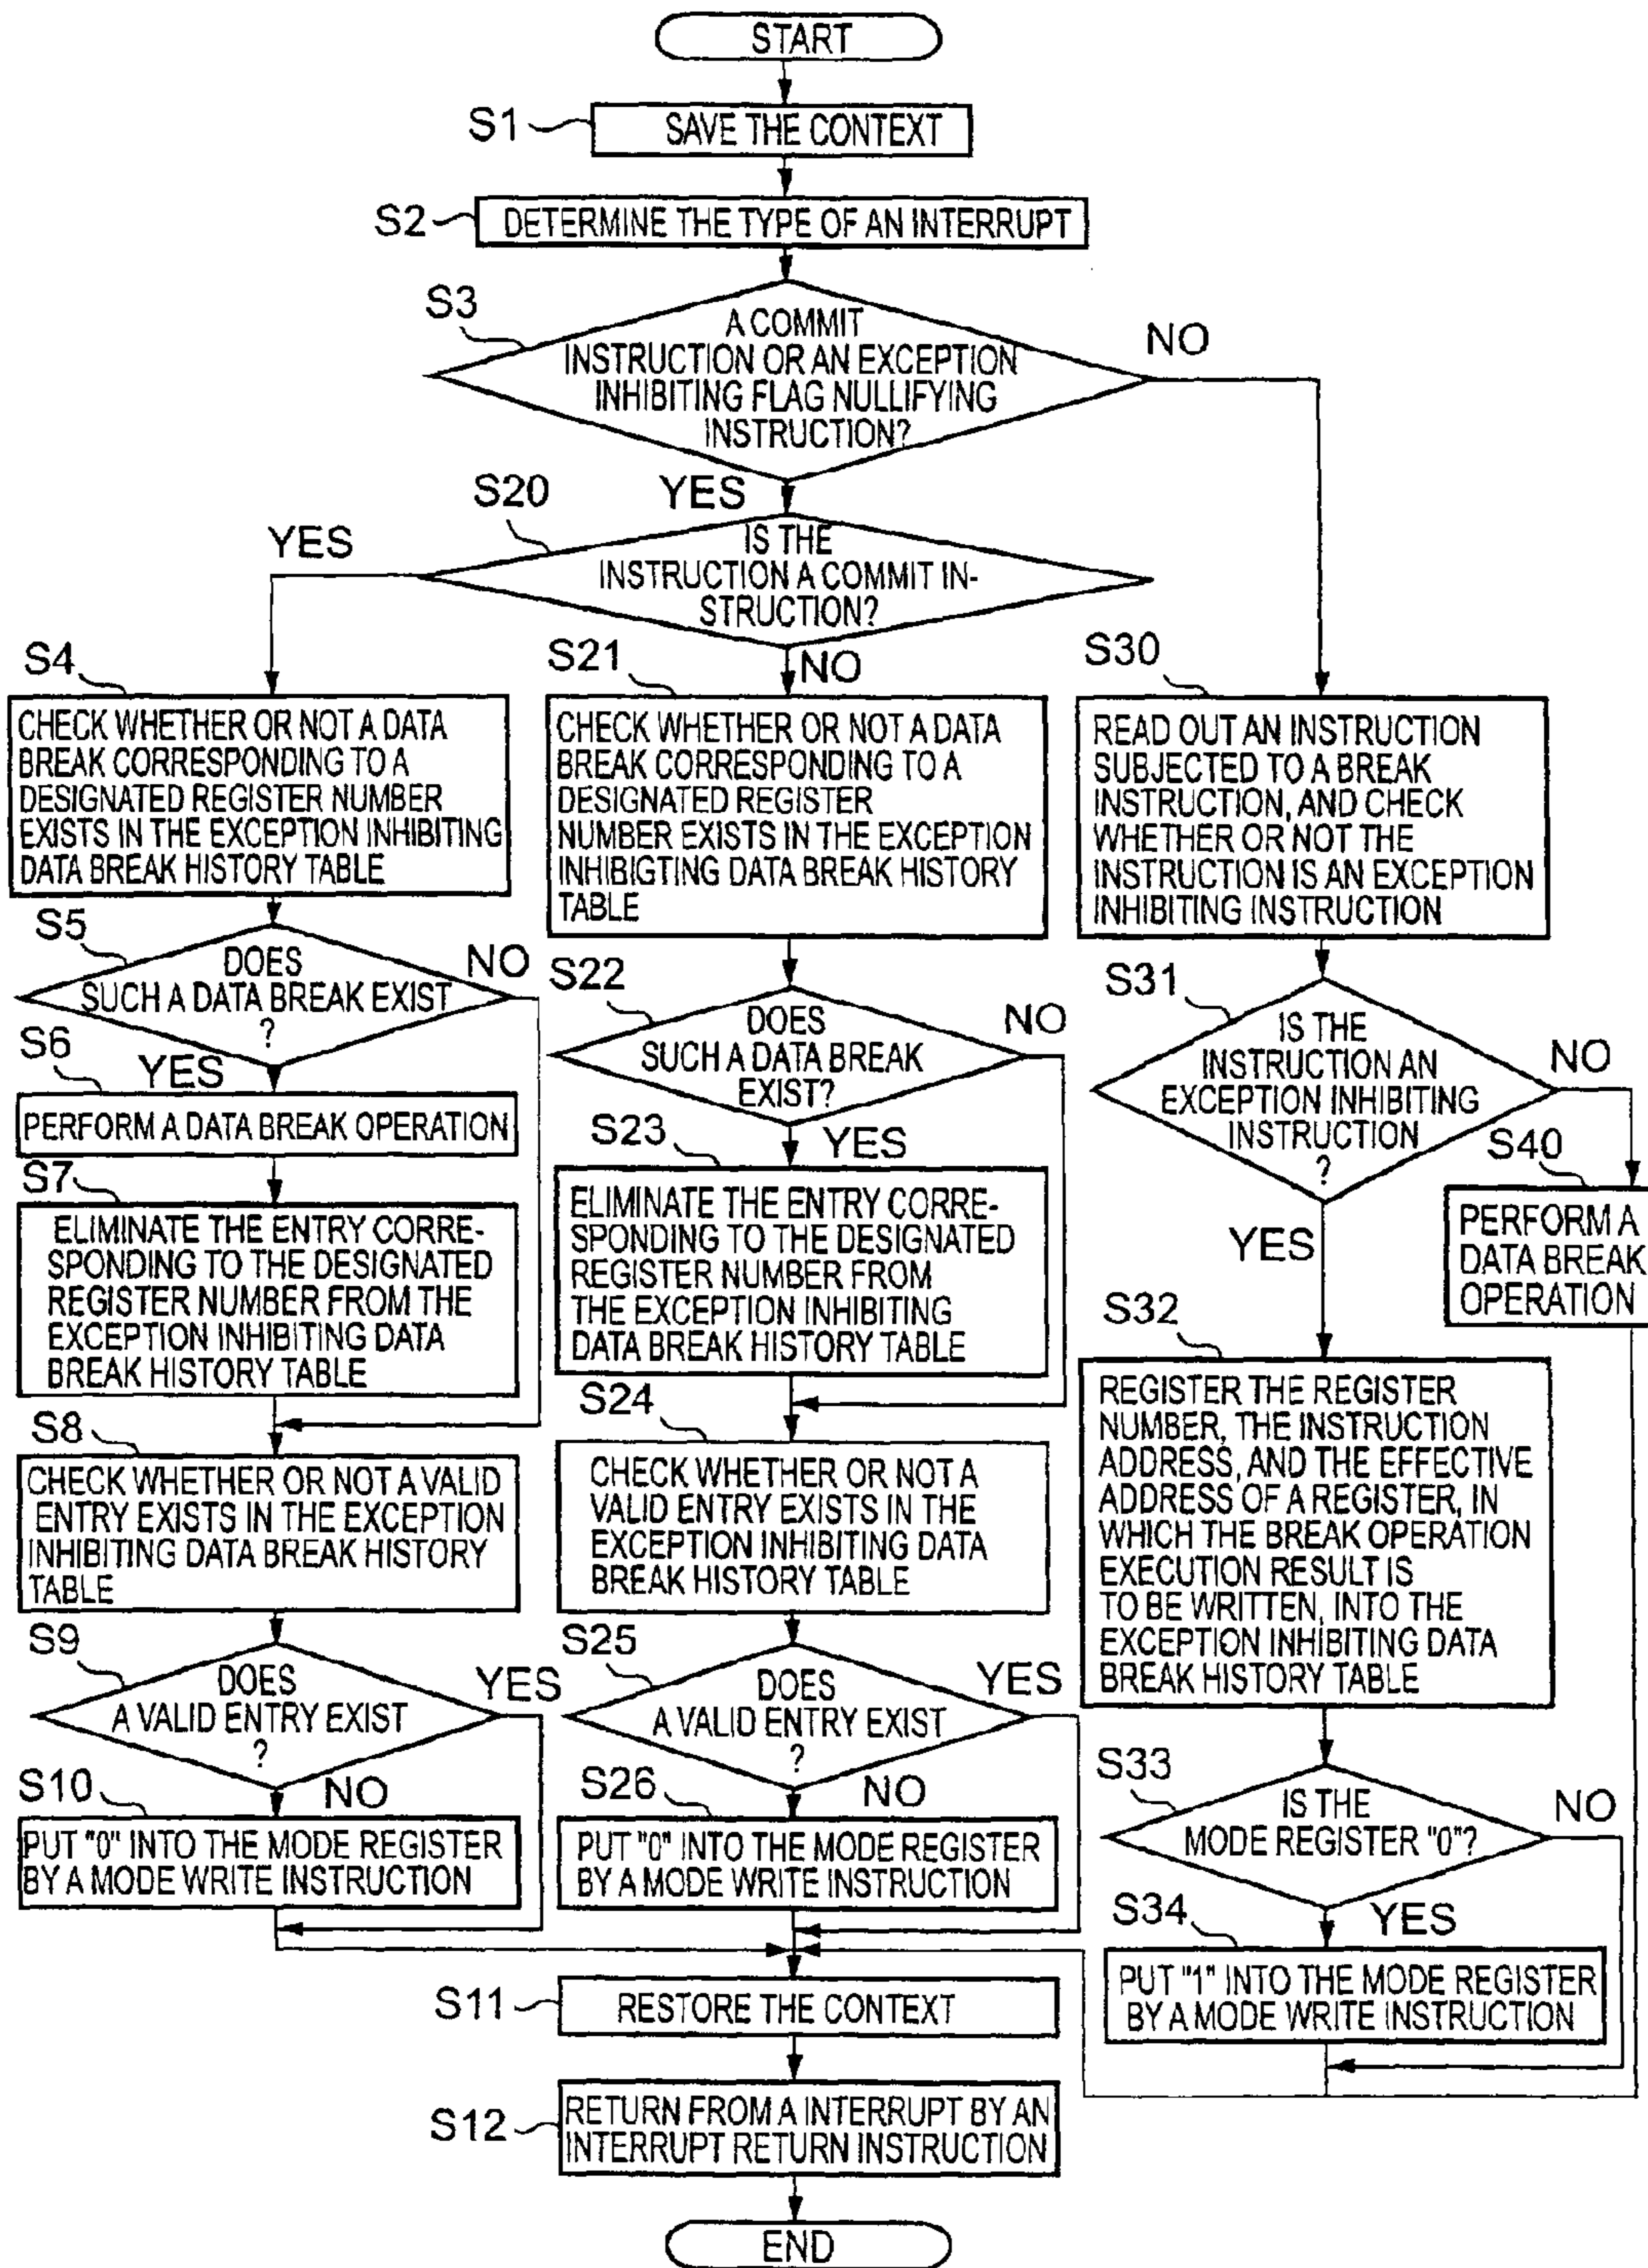 START
S1
SAVE THE CONTEXT
S2
DETERMINE THE TYPE OF AN INTERRUPT
S3
A COMMIT
INSTRUCTION OR AN EXCEPTION
INHIBITING FLAG NULLIFYING
INSTRUCTION?
NO
YES
S20
IS THE
INSTRUCTION A COMMIT IN-
STRUCTION?
YES
NO
S4
CHECK WHETHER OR NOT A DATA
BREAK CORRESPONDING TO A
DESIGNATED REGISTER NUMBER
EXISTS IN THE EXCEPTION INHIBITING
DATA BREAK HISTORY TABLE
S5
DOES
SUCH A DATA BREAK EXIST
?
NO
YES
S6
PERFORM A DATA BREAK OPERATION
S7
ELIMINATE THE ENTRY CORRE-
SPONDING TO THE DESIGNATED
REGISTER NUMBER FROM THE
EXCEPTION INHIBITING DATA
BREAK HISTORY TABLE
S8
CHECK WHETHER OR NOT A VALID
ENTRY EXISTS IN THE EXCEPTION
INHIBITING DATA BREAK HISTORY
TABLE
S9
DOES
A VALID ENTRY EXIST
?
YES
NO
S10
PUT "0" INTO THE MODE REGISTER
BY A MODE WRITE INSTRUCTION
S21
CHECK WHETHER OR NOT A DATA
BREAK CORRESPONDING TO A
DESIGNATED REGISTER
NUMBER EXISTS IN THE EXCEPTION
INHIBIGTING DATA BREAK HISTORY
TABLE
S22
DOES
SUCH A DATA BREAK
EXIST?
NO
YES
S23
ELIMINATE THE ENTRY CORRE-
SPONDING TO THE DESIGNATED
REGISTER NUMBER FROM
THE EXCEPTION INHIBITING
DATA BREAK HISTORY TABLE
S24
CHECK WHETHER OR NOT A
VALID ENTRY EXISTS IN THE
EXCEPTION INHIBITING DATA
BREAK HISTORY TABLE
S25
DOES
A VALID ENTRY EXIST
?
YES
NO
S26
PUT "0" INTO THE MODE REGISTER
BY A MODE WRITE INSTRUCTION
S30
READ OUT AN INSTRUCTION
SUBJECTED TO A BREAK
INSTRUCTION, AND CHECK
WHETHER OR NOT THE
INSTRUCTION IS AN EXCEPTION
INHIBITING INSTRUCTION
S31
IS THE
INSTRUCTION AN
EXCEPTION INHIBITING
INSTRUCTION
?
NO
YES
S40
PERFORM A
DATA BREAK
OPERATION
S32
REGISTER THE REGISTER
NUMBER, THE INSTRUCTION
ADDRESS, AND THE EFFECTIVE
ADDRESS OF A REGISTER, IN
WHICH THE BREAK OPERATION
EXECUTION RESULT IS
TO BE WRITTEN, INTO THE
EXCEPTION INHIBITING DATA
BREAK HISTORY TABLE
S33
IS THE
MODE REGISTER "0"?
NO
YES
S34
PUT "1" INTO THE MODE REGISTER
BY A MODE WRITE INSTRUCTION
S11
RESTORE THE CONTEXT
S12
RETURN FROM A INTERRUPT BY AN
INTERRUPT RETURN INSTRUCTION
END